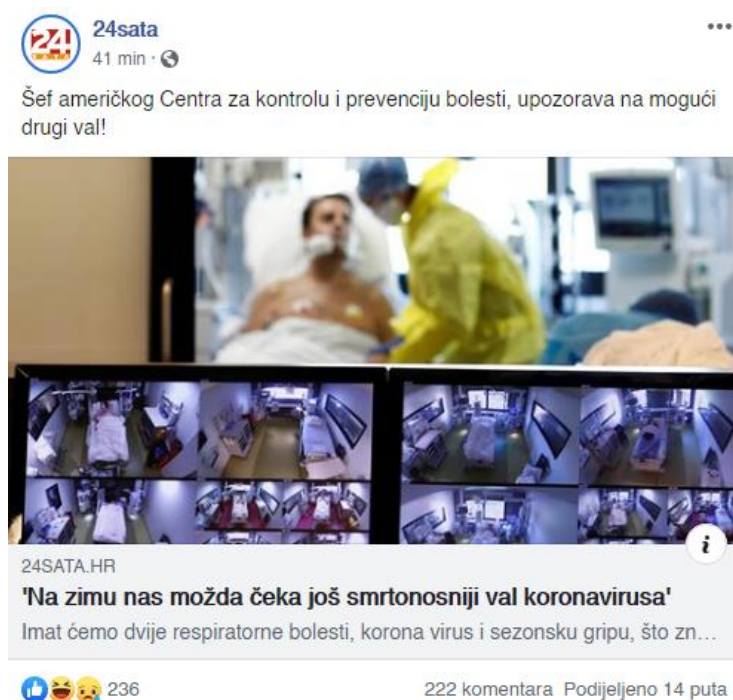 24
SATA
24sata
41 min ·
Šef američkog Centra za kontrolu i prevenciju bolesti, upozorava na mogući
drugi val!
i
24SATA.HR
'Na zimu nas možda čeka još smrtonosniji val koronavirusa'
Imat ćemo dvije respiratorne bolesti, korona virus i sezonsku gripu, što zn...
236
222 komentara Podijeljeno 14 puta